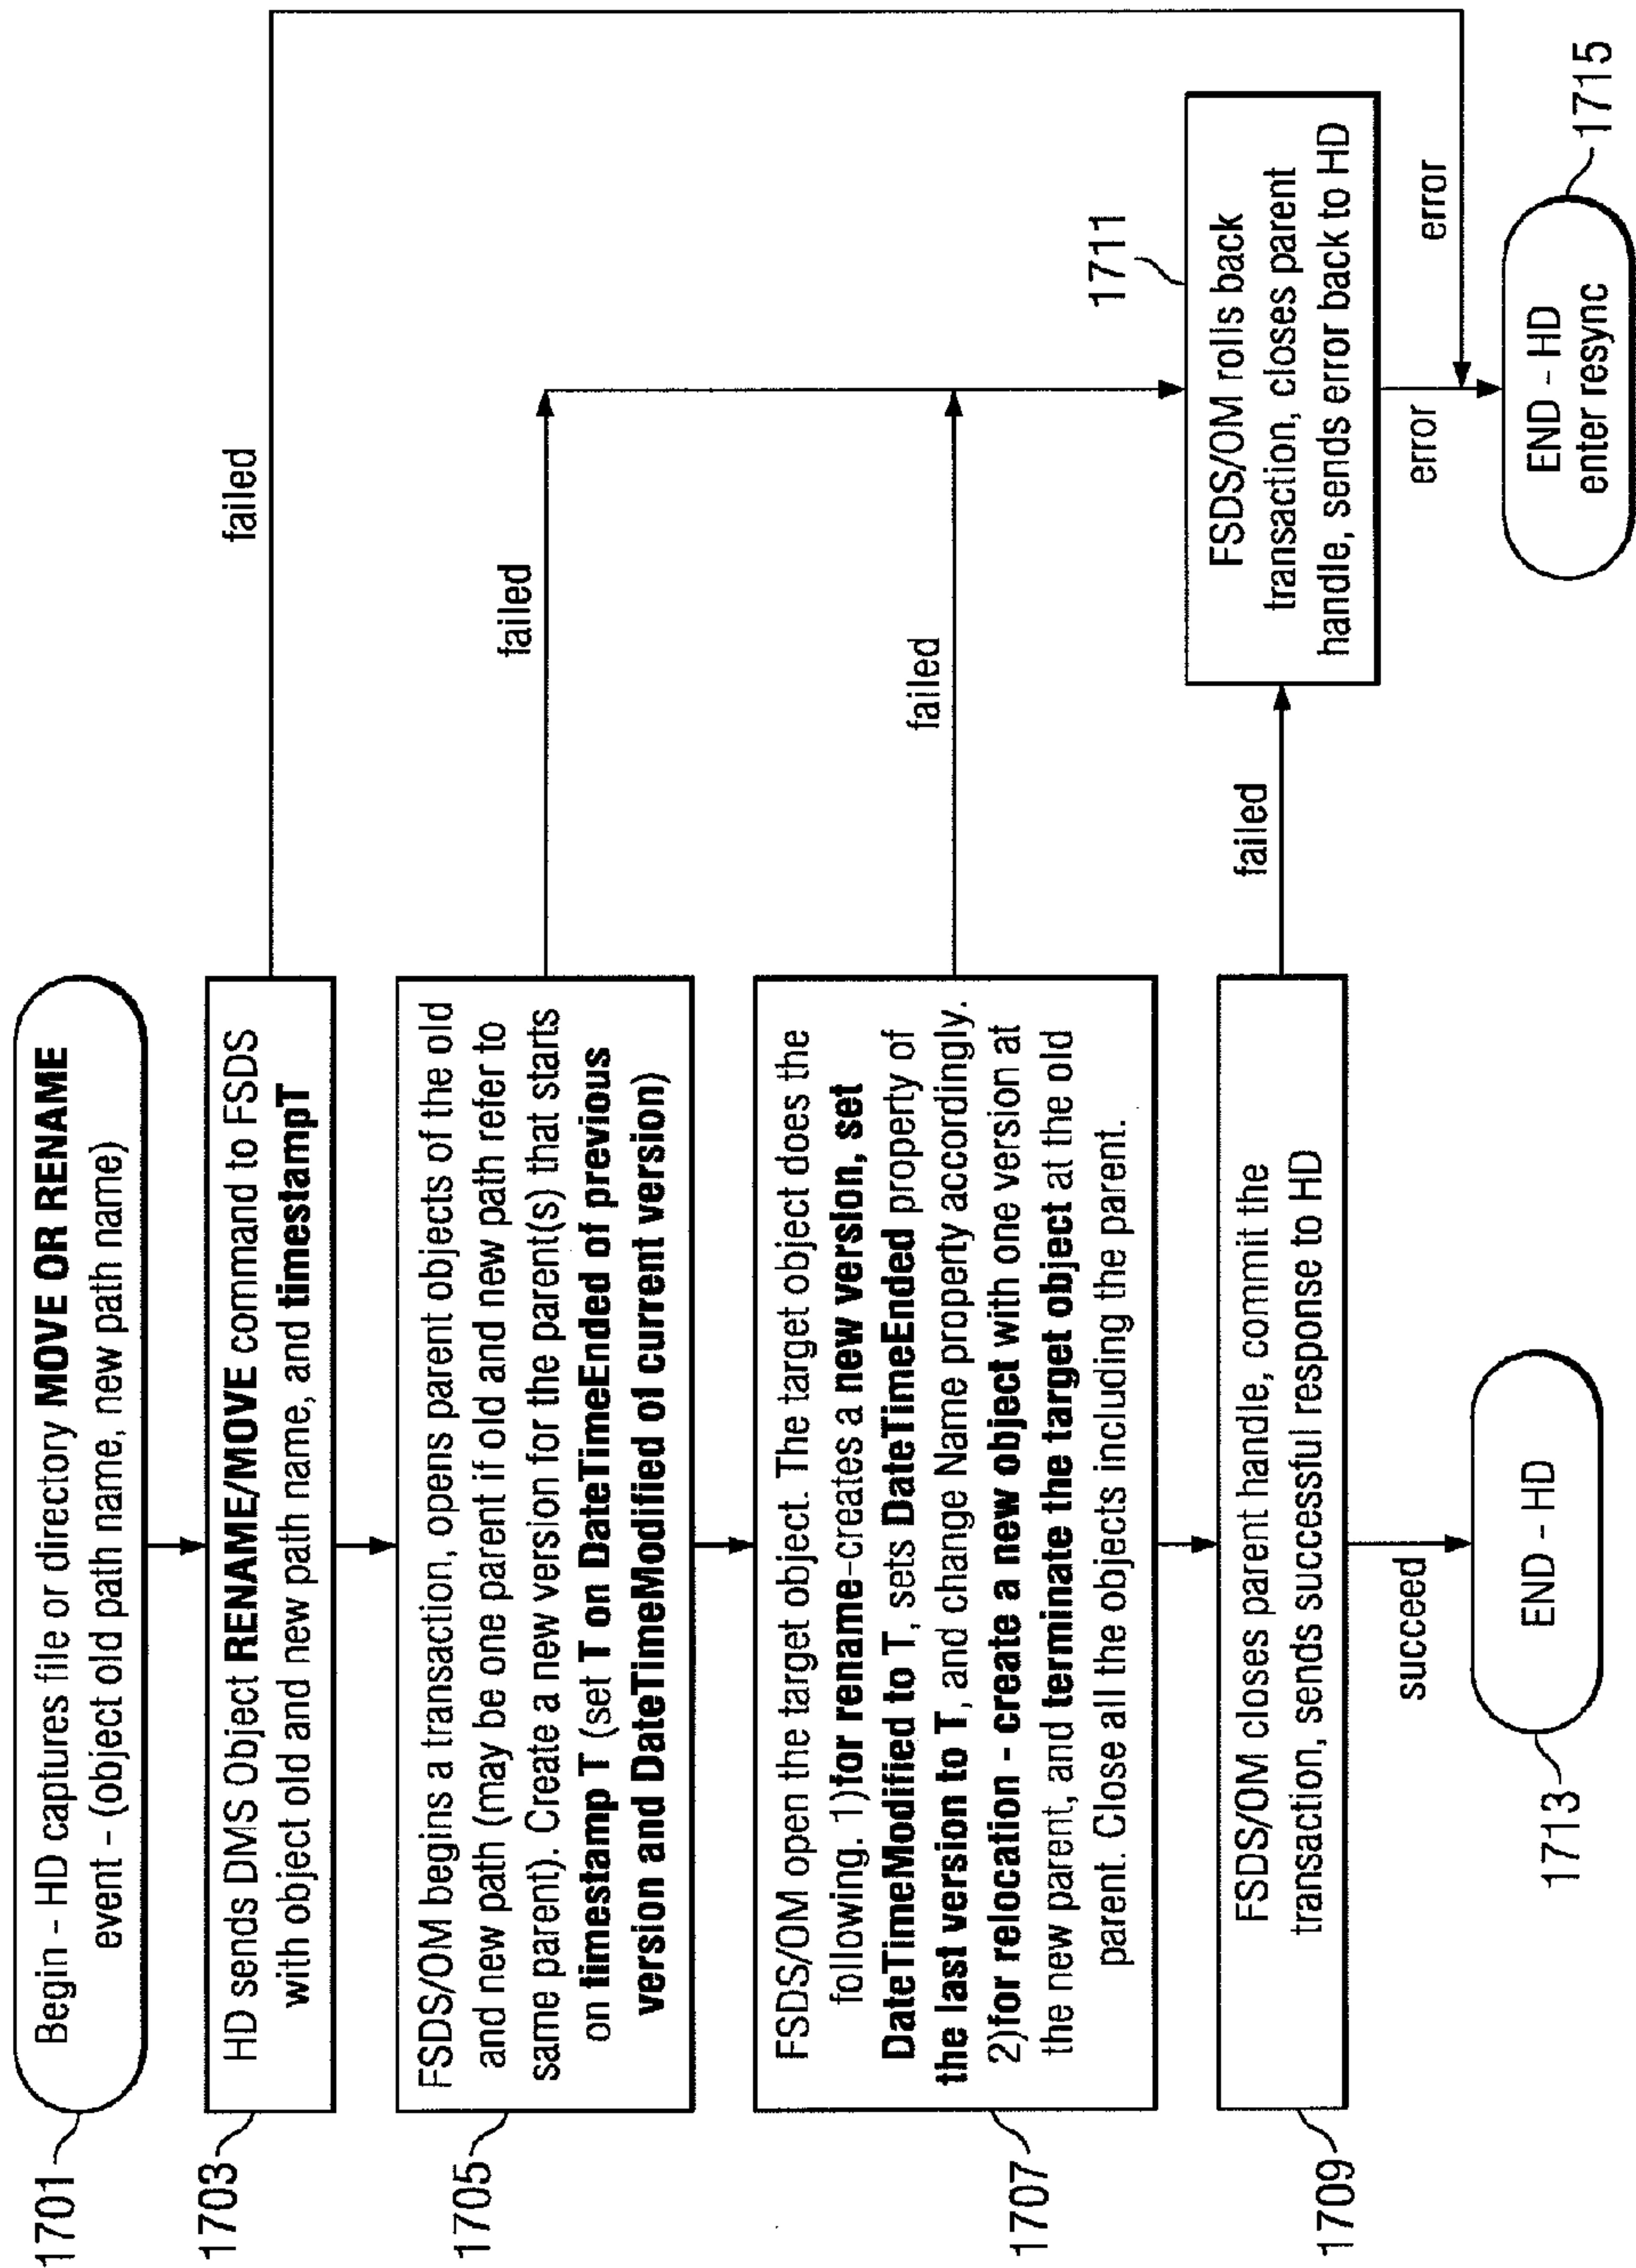 1701
Begin - HD captures file or directory MOVE OR RENAME
event - (object old path name, new path name)
1703
HD sends DMS Object RENAME/MOVE command to FSDS
with object old and new path name, and timestampT
failed
1705
FSDS/OM begins a transaction, opens parent objects of the old
and new path (may be one parent if old and new path refer to
same parent). Create a new version for the parent(s) that starts
on timestamp T (set T on DateTimeEnded of previous
version and DateTimeModified of current version)
failed
1707
FSDS/OM open the target object. The target object does the
following. 1)for rename-creates a new version, set
DateTimeModified to T, sets DateTimeEnded property of
the last version to T, and change Name property accordingly.
2)for relocation - create a new object with one version at
the new parent, and terminate the target object at the old
parent. Close all the objects including the parent.
failed
1709
FSDS/OM closes parent handle, commit the
transaction, sends successful response to HD
failed
1711
FSDS/OM rolls back
transaction, closes parent
handle, sends error back to HD
succeed
error
error
1713
END - HD
END - HD
enter resync
1715